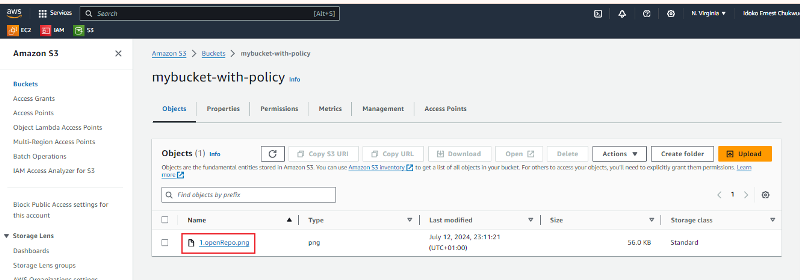 aws Services Search [Alt+S] N. Virginia Idoko Ernest Chukwu
EC2 IAM S3
Amazon S3
Buckets
Access Grants
Access Points
Object Lambda Access Points
Multi-Region Access Points
Batch Operations
IAM Access Analyzer for S3
Block Public Access settings for
this account
Storage Lens
Dashboards
Storage Lens groups
AWS Organizations settings
Amazon S3 > Buckets > mybucket-with-policy
mybucket-with-policy Info
Objects Properties Permissions Metrics Management Access Points
Objects (1) Info Copy S3 URI Copy URL Download Open Delete Actions Create folder Upload
Objects are the fundamental entities stored in Amazon S3. You can use Amazon S3 inventory to get a list of all objects in your bucket. For others to access your objects, you'll need to explicitly grant them permissions. Learn
more
Find objects by prefix 1
Name Type Last modified Size Storage class
1.openRepo.png png July 12, 2024, 23:11:21 56.0 KB Standard
(UTC+01:00)